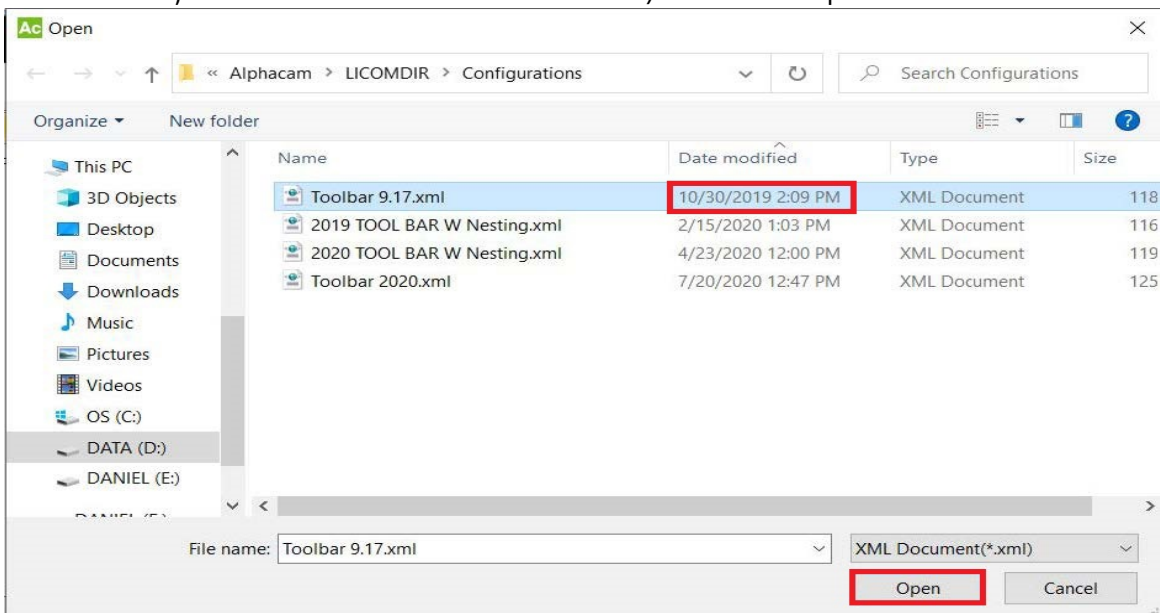 Ac Open
« Alphacam > LICOMDIR > Configurations
Search Configurations
Organize
New folder
?
Name Date modified Type Size
This PC
3D Objects
Desktop
Documents
Downloads
Music
Pictures
Videos
OS (C:)
DATA (D:)
DANIEL (E:)
Toolbar 9.17.xml 10/30/2019 2:09 PM XML Document 118
2019 TOOL BAR W Nesting.xml 2/15/2020 1:03 PM XML Document 116
2020 TOOL BAR W Nesting.xml 4/23/2020 12:00 PM XML Document 119
Toolbar 2020.xml 7/20/2020 12:47 PM XML Document 125
File name: Toolbar 9.17.xml XML Document(*.xml)
Open Cancel